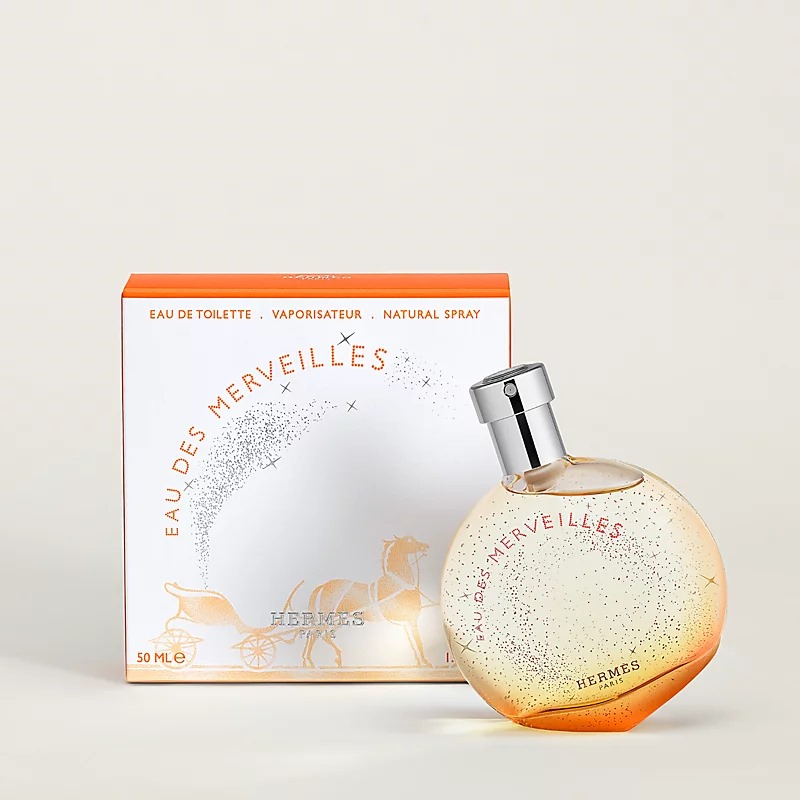 EAU DE TOILETTE . VAPORISATEUR . NATURAL SPRAY
EAU DES MERVEILLES
HERMES
PARIS
50 ML e
EAU DES MERVEILLES
HERMES
PARIS